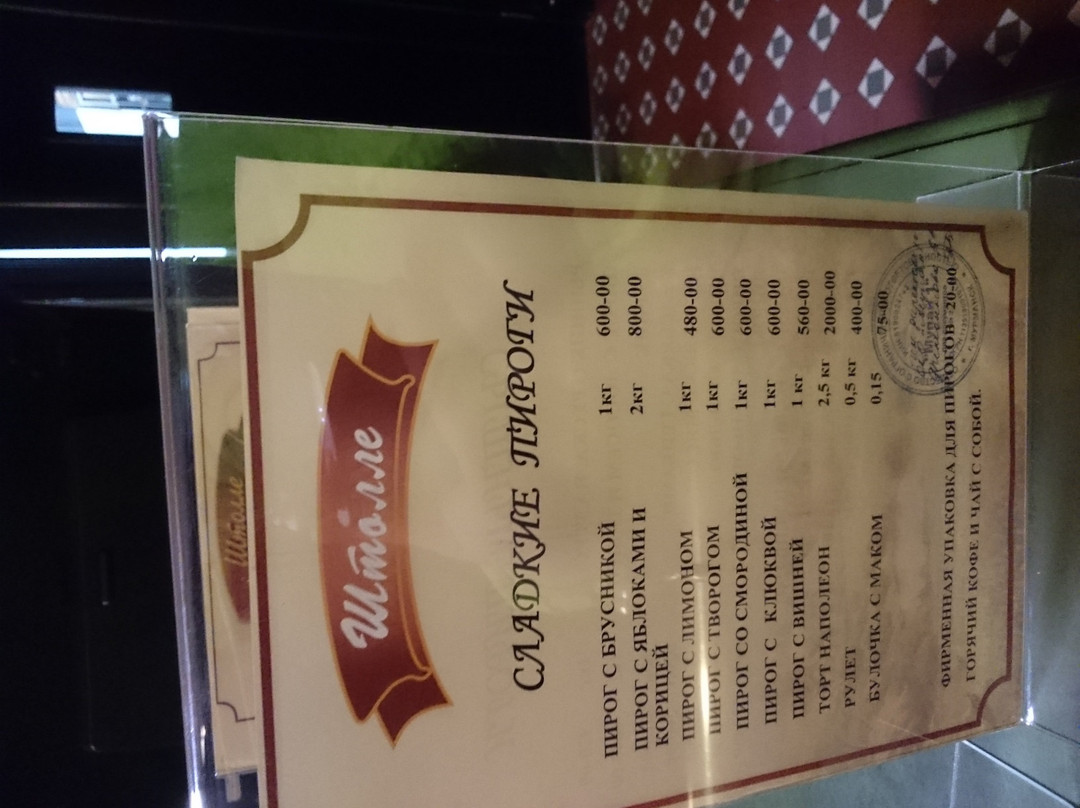 Штолле
Штолле
СЛАДКИЕ ПИРОГИ
ПИРОГ С БРУСНИКОЙ 1кг 600-00
ПИРОГ С ЯБЛОКАМИ И 2кг 800-00
КОРИЦЕЙ
ПИРОГ С ЛИМОНОМ 1кг 480-00
ПИРОГ С ТВОРОГОМ 1кг 600-00
ПИРОГ СО СМОРОДИНОЙ 1кг 600-00
ПИРОГ С КЛЮКВОЙ 1кг 600-00
ПИРОГ С ВИШНЕЙ 1 кг 560-00
ТОРТ НАПОЛЕОН 2,5 кг 2000-00
РУЛЕТ 0,5 кг 400-00
БУЛОЧКА С МАКОМ 0,15 75-00
ФИРМЕННАЯ УПАКОВКА ДЛЯ ПИРОГОВ -20-00
ГОРЯЧИЙ КОФЕ И ЧАЙ С СОБОЙ.